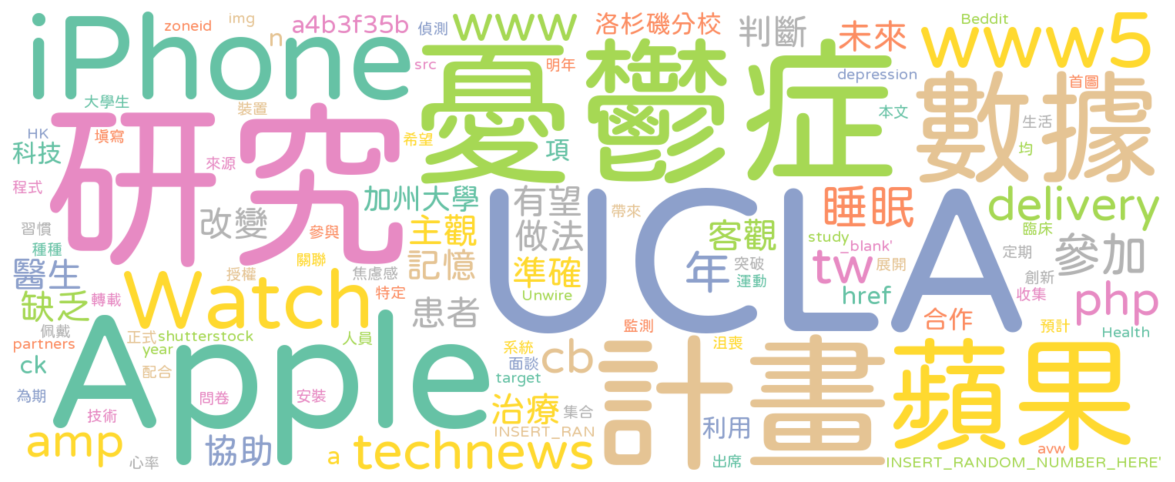 iPhone
zoneid
img
n
a4b3f35b
偵測
www
洛杉磯分校
判斷
未來
Beddit
www5
src
明年
depression
首圖
大學生
裝置
憂鬱症
數據
本文
生活
HK
填寫
研究
希望
項
均
科技
來源
程式
加州大學
有望
睡眠
delivery
習慣
改變
參與
主觀
做法
帶來
客觀
study
_blank'
臨床
種種
關聯
記憶
UCLA
年
突破
tw
展開
定期
參加
醫生
授權
焦慮感
準確
運動
href
創新
收集
php
缺乏
轉載
Watch
特定
患者
Unwire
佩戴
監測
合作
預計
Health
partners
正式
shutterstock
人員
系統
沮喪
ck
year
配合
Apple
面談
cb
計畫
蘋果
target
為期
問卷
安裝
技術
治療
集合
利用
amp
協助
INSERT_RAN
a
technews
心率
出席
avw
INSERT_RANDOM_NUMBER_HERE'